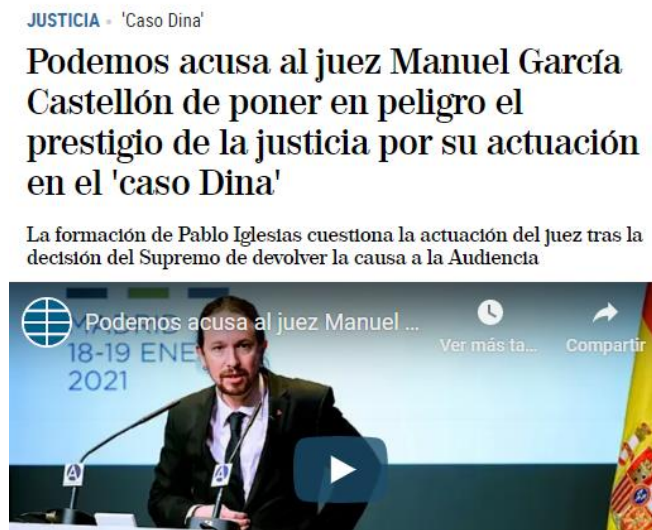 JUSTICIA • 'Caso Dina'
Podemos acusa al juez Manuel García
Castellón de poner en peligro el
prestigio de la justicia por su actuación
en el 'caso Dina'
La formación de Pablo Iglesias cuestiona la actuación del juez tras la
decisión del Supremo de devolver la causa a la Audiencia
Podemos acusa al juez Manuel ...
Ver más ta...
Compartir
18-19 ENE
2021